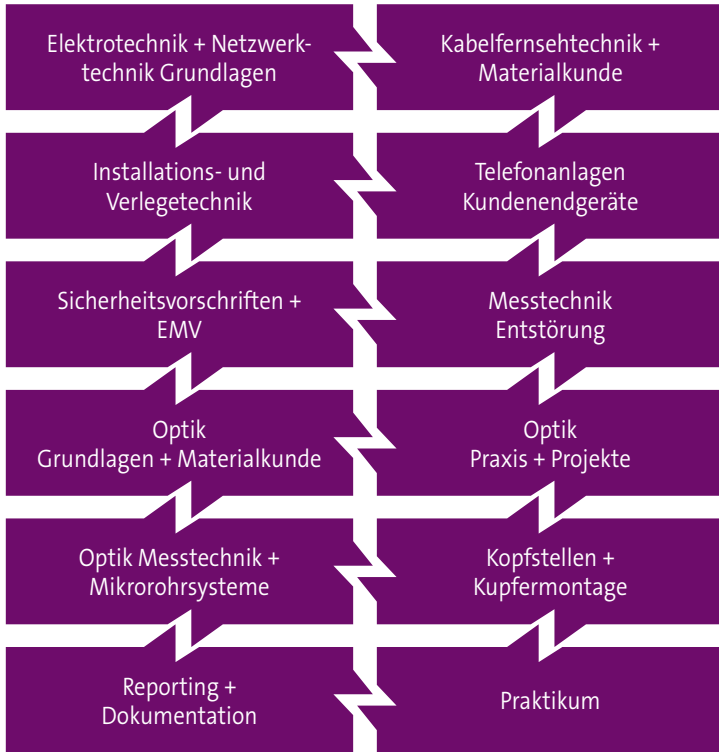 Elektrotechnik + Netzwerk-
technik Grundlagen
Kabelfernsehtechnik +
Materialkunde
Installations- und
Verlegetechnik
Telefonanlagen
Kundenendgeräte
Sicherheitsvorschriften +
EMV
Messtechnik
Entstörung
Optik
Grundlagen + Materialkunde
Optik
Praxis + Projekte
Optik Messtechnik +
Mikrorohrsysteme
Kopfstellen +
Kupfermontage
Reporting +
Dokumentation
Praktikum